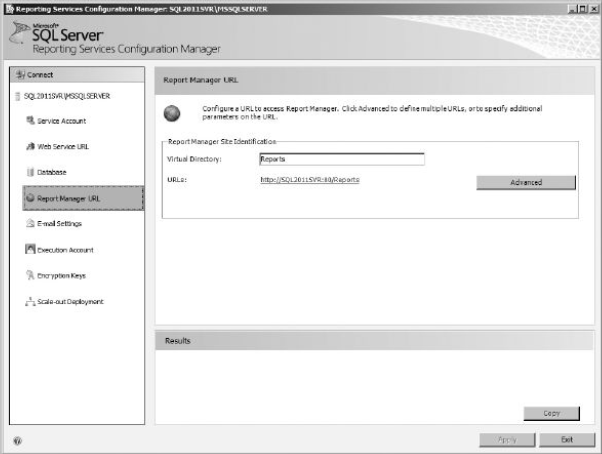 Reporting Services Configuration Manager: SQL2011SVR\MSSQLSERVER
Microsoft
SQL Server
Reporting Services Configuration Manager
Connect
SQL2011SVR\MSSQLSERVER
Service Account
Web Service URL
Database
Report Manager URL
E-mail Settings
Execution Account
Encryption Keys
Scale-out Deployment
Report Manager URL
Configure a URL to access Report Manager. Click Advanced to define multiple URLs, or to specify additional
parameters on the URL.
Report Manager Site Identification
Virtual Directory: Reports
URLs: http://SQL2011SVR:80/Reports
Advanced
Results
Copy
Apply Exit